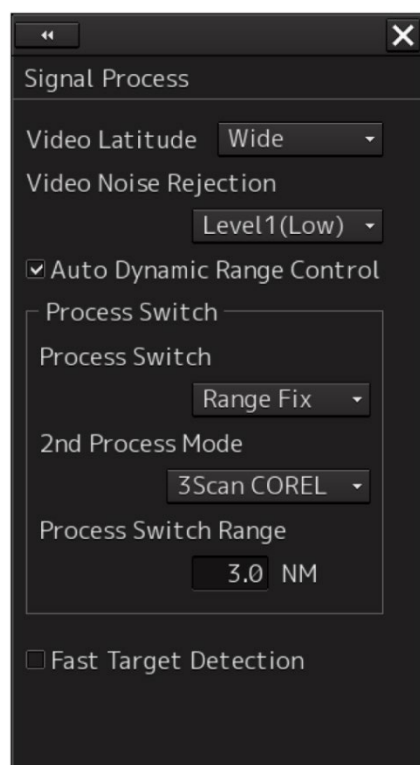 Signal Process
Video Latitude Wide
Video Noise Rejection
Level1(Low)
Auto Dynamic Range Control
Process Switch
Process Switch
Range Fix
2nd Process Mode
3Scan COREL
Process Switch Range
3.0 NM
Fast Target Detection